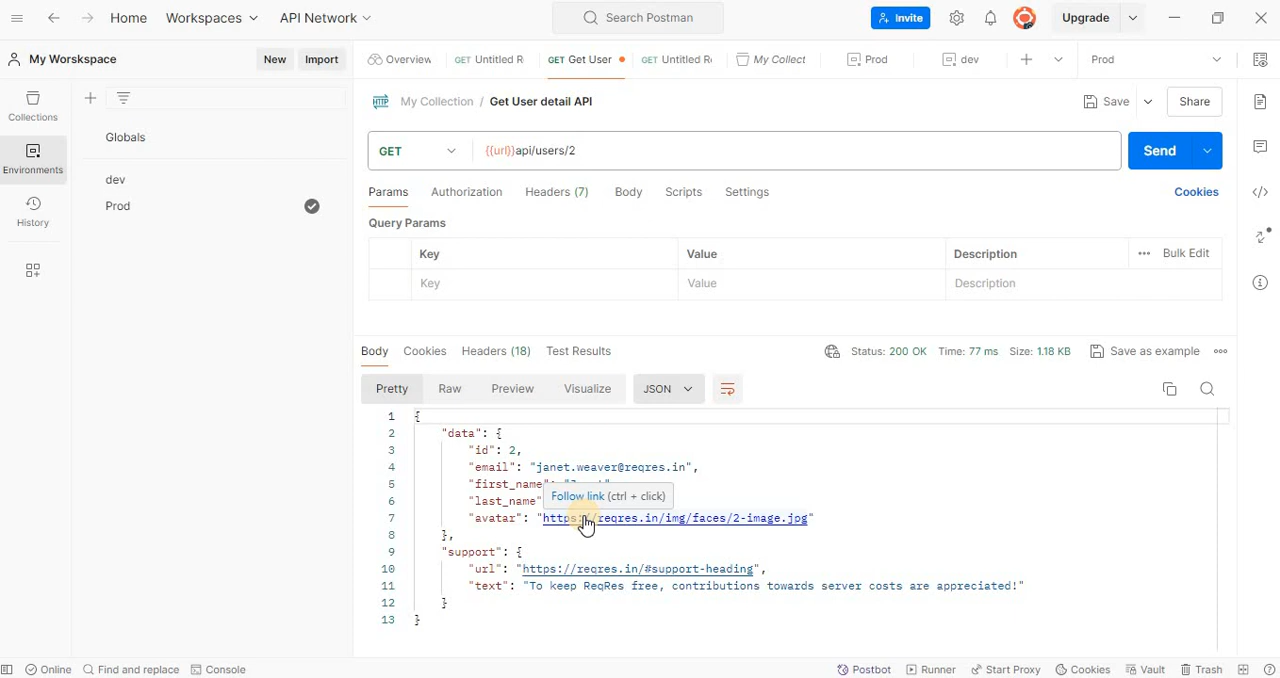 Home Workspaces API Network Search Postman Invite Upgrade
My Worskspace New Import Overview GET Untitled R GET Get User GET Untitled R My Collect Prod dev Prod
Collections
Environments
History
Globals
dev
Prod
HTTP My Collection / Get User detail API Save Share
GET {{url}}api/users/2 Send
Params Authorization Headers (7) Body Scripts Settings Cookies
Query Params
Key Value Description Bulk Edit
Key Value Description
Body Cookies Headers (18) Test Results Status: 200 OK Time: 77 ms Size: 1.18 KB Save as example
Pretty Raw Preview Visualize JSON
1 {
2 "data": {
3 "id": 2,
4 "email": "janet.weaver@reqres.in",
5 "first_name"
Follow link (ctrl + click)
6 "last_name"
7 "avatar": "https://reqres.in/img/faces/2-image.jpg"
8 },
9 "support": {
10 "url": "https://reqres.in/#support-heading",
11 "text": "To keep ReqRes free, contributions towards server costs are appreciated!"
12 }
13 }
Online Find and replace Console Postbot Runner Start Proxy Cookies Vault Trash